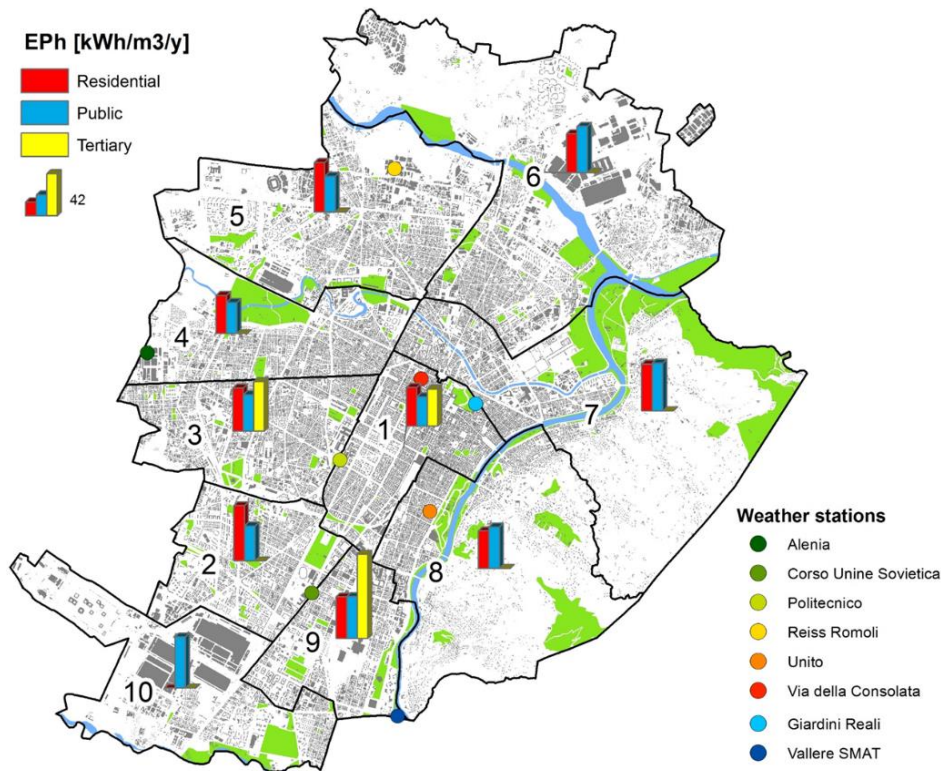 EPh [kWh/m3/y]
Residential
Public
Tertiary
42
6
5
4
3
1
7
2
8
9
10
Weather stations
Alenia
Corso Unine Sovietica
Politecnico
Reiss Romoli
Unito
Via della Consolata
Giardini Reali
Vallere SMAT